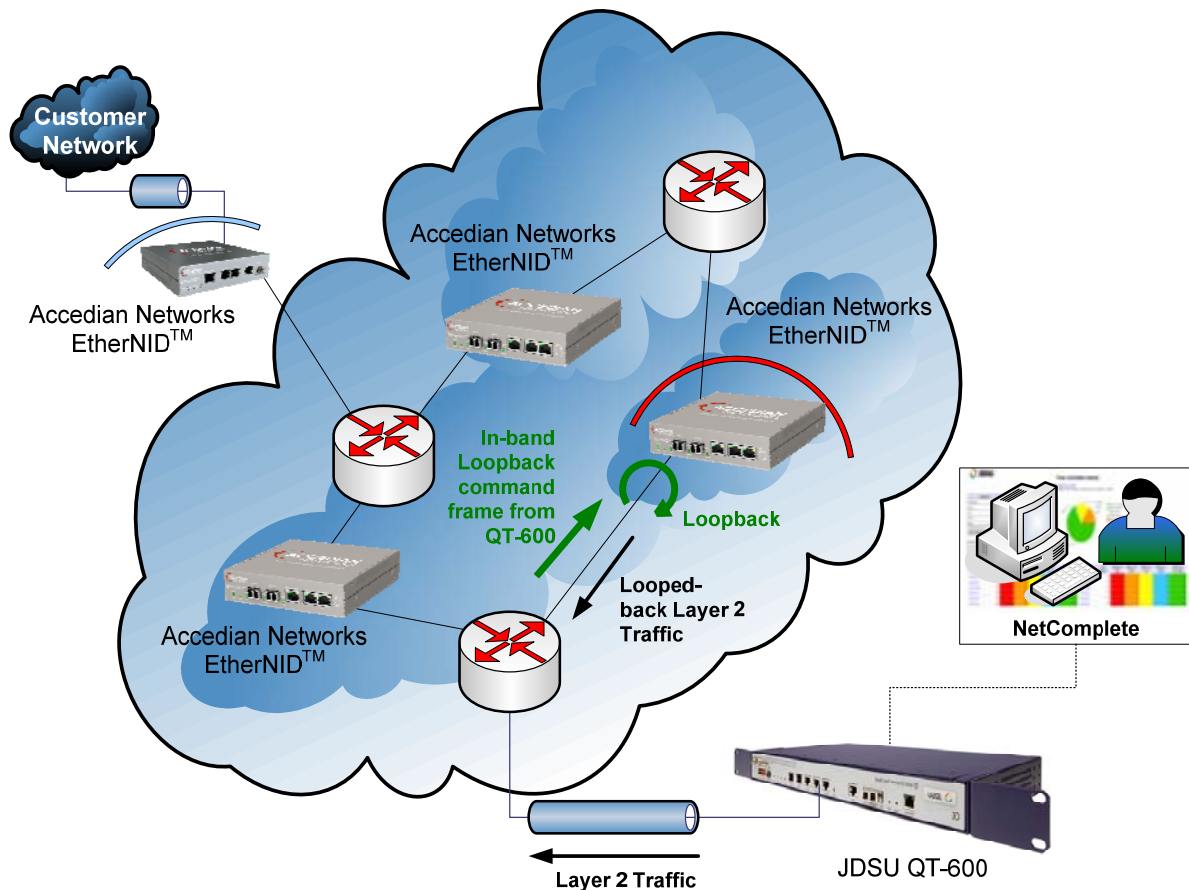 Customer
Network
Accedian Networks
EtherNID™
Accedian Networks
EtherNID™
Accedian Networks
EtherNID™
In-band
Loopback
command
frame from
QT-600
Loopback
Looped-
back Layer 2
Traffic
Accedian Networks
EtherNID™
NetComplete
JDSU QT-600
Layer 2 Traffic